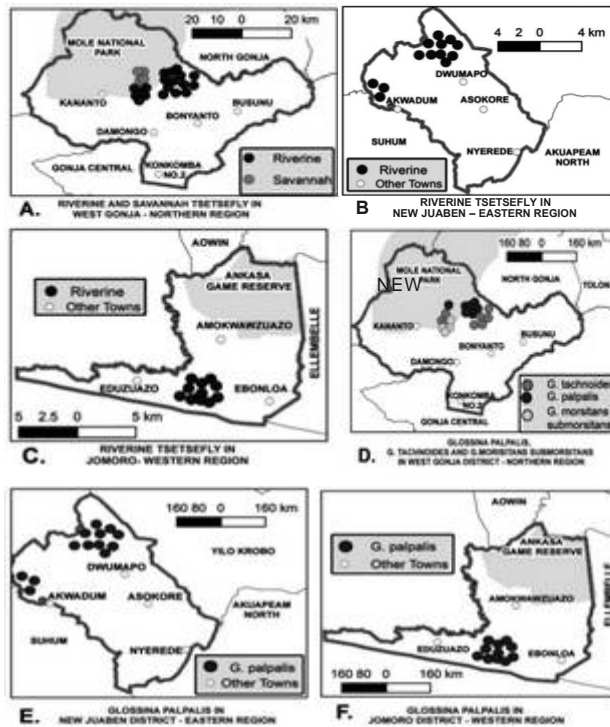 20 10 0 20 km
MOLE NATIONAL
PARK
NORTH GONJA
KANANTO
BUSUNU
BONYANTO
DAMONGO
GONJA CENTRAL
KONKOMBA
NO.2
Riverine
Savannah
A.
RIVERINE AND SAVANNAH TSETSEFLY IN
WEST GONJA - NORTHERN REGION
4 2 0 4 km
DWUMAPO
AKWADUM
ASOKORE
SUHUM
NYEREDE
AKUAPEAM
NORTH
Riverine
Other Towns
B
RIVERINE TSETSEFLY IN
NEW JUABEN – EASTERN REGION
AOWIN
Riverine
Other Towns
ANKASA
GAME RESERVE
AMOKWAWZUAZO
ELLEMBELLE
EDUZUAZO
EBONLOA
5 2.5 0 5 km
C.
RIVERINE TSETSEFLY IN
JOMORO- WESTERN REGION
160 80 0 160 km
MOLE NATIONAL
PARK
NEW
NORTH GONJA
TOLON
KANANTO
BUSUNU
BONYANTO
DAMONGO
KONKOMBA
NO.2
GONJA CENTRAL
G. tachnoides
G. palpalis
G. morsitans
submorsitans
D.
GLOSSINA PALPALIS,
G. TACHNOIDES AND G.MORISTANS SUBMORSITANS
IN WEST GONJA DISTRICT - NORTHERN REGION
160 80 0 160 km
YILO KROBO
DWUMAPO
AKWADUM
ASOKORE
AKUAPEAM
NORTH
SUHUM
NYEREDE
G. palpalis
Other Towns
E
GLOSSINA PALPALIS IN
NEW JUABEN DISTRICT - EASTERN REGION
AOWIN
G. palpalis
Other Towns
ANKASA
GAME RESERVE
AMOKWAWZUAZO
ELLEMBELLE
EDUZUAZO
EBONLOA
160 80 0 160 km
F.
GLOSSINA PALPALIS IN
JOMORO DISTRICT - WESTERN REGION